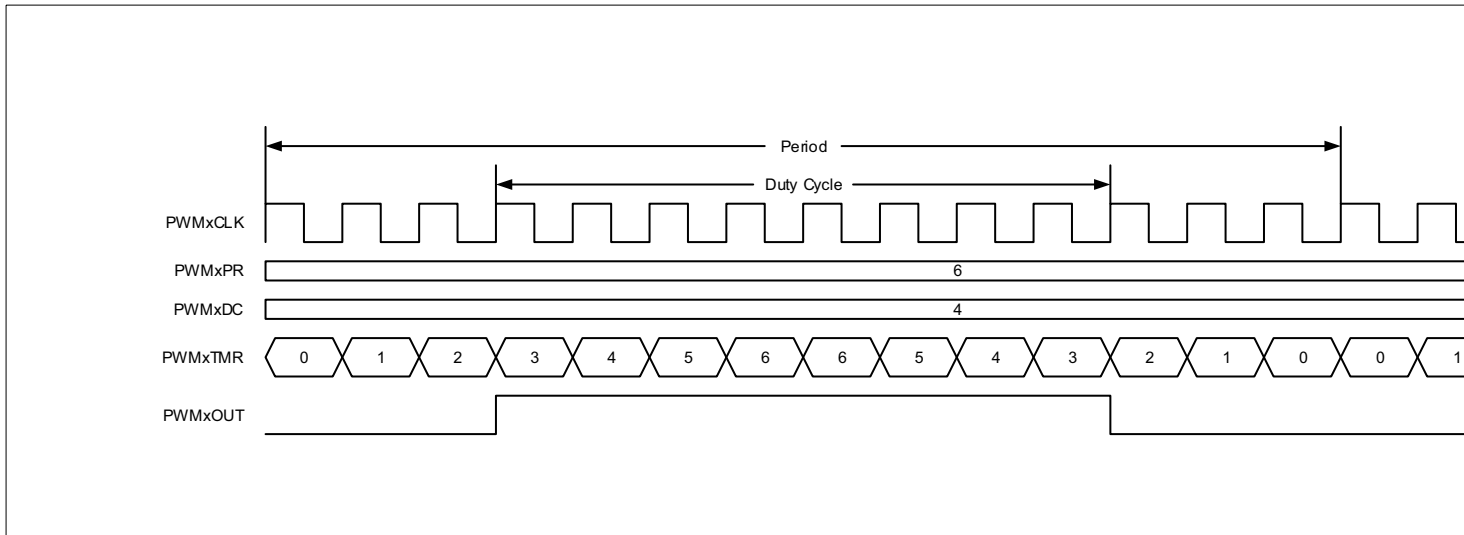 Period
Duty Cycle
PWMxCLK
PWMxPR 6
PWMxDC 4
PWMxTMR 0 1 2 3 4 5 6 6 5 4 3 2 1 0 0 1
PWMxOUT